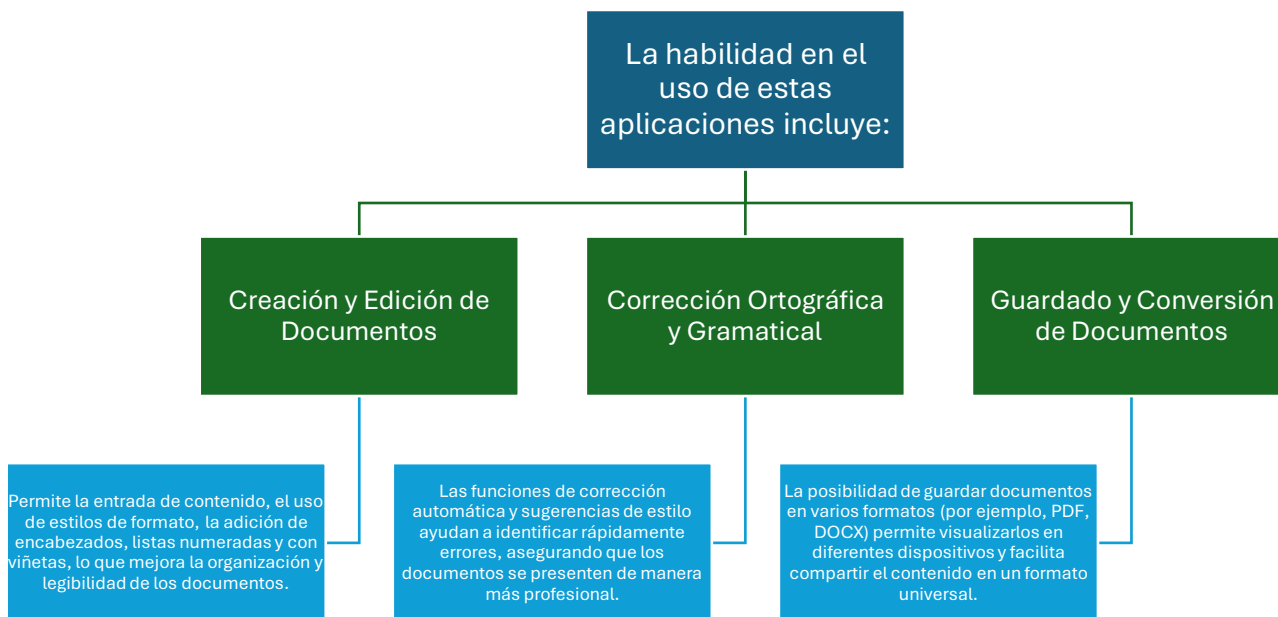 La habilidad en el
uso de estas
aplicaciones incluye:
Creación y Edición de
Documentos
Corrección Ortográfica
y Gramatical
Guardado y Conversión
de Documentos
Permite la entrada de contenido, el uso
de estilos de formato, la adición de
encabezados, listas numeradas y con
viñetas, lo que mejora la organización y
legibilidad de los documentos.
Las funciones de corrección
automática y sugerencias de estilo
ayudan a identificar rápidamente
errores, asegurando que los
documentos se presenten de manera
más profesional.
La posibilidad de guardar documentos
en varios formatos (por ejemplo, PDF,
DOCX) permite visualizarlos en
diferentes dispositivos y facilita
compartir el contenido en un formato
universal.